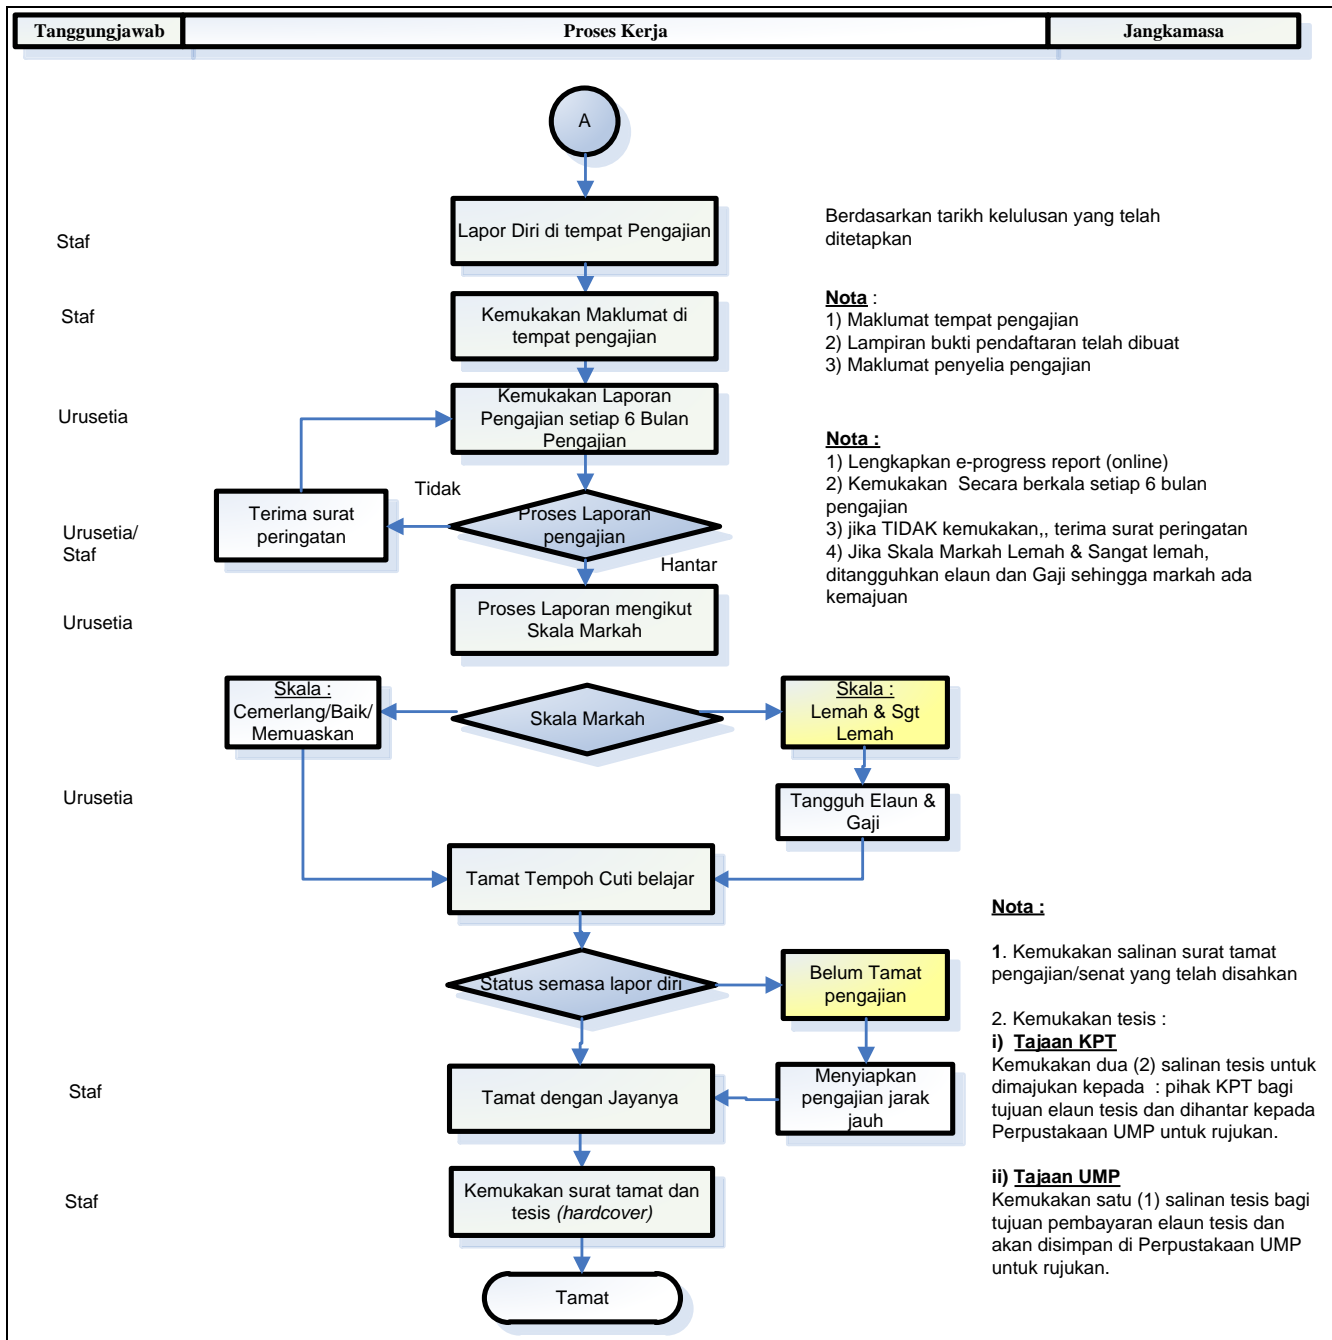 Tanggungjawab
Proses Kerja
Jangkamasa
A
Staf
Lapor Diri di tempat Pengajian
Berdasarkan tarikh kelulusan yang telah
ditetapkan
Staf
Kemukakan Maklumat di
tempat pengajian
Nota :
1) Maklumat tempat pengajian
2) Lampiran bukti pendaftaran telah dibuat
3) Maklumat penyelia pengajian
Urusetia
Kemukakan Laporan
Pengajian setiap 6 Bulan
Pengajian
Nota :
1) Lengkapkan e-progress report (online)
2) Kemukakan  Secara berkala setiap 6 bulan
pengajian
3) jika TIDAK kemukakan,, terima surat peringatan
4) Jika Skala Markah Lemah & Sangat lemah,
ditangguhkan elaun dan Gaji sehingga markah ada
kemajuan
Tidak
Terima surat
peringatan
Urusetia/
Staf
Proses Laporan
pengajian
Hantar
Urusetia
Proses Laporan mengikut
Skala Markah
Skala :
Cemerlang/Baik/
Memuaskan
Skala Markah
Skala :
Lemah & Sgt
Lemah
Urusetia
Tangguh Elaun &
Gaji
Tamat Tempoh Cuti belajar
Status semasa lapor diri
Belum Tamat
pengajian
Nota :
1. Kemukakan salinan surat tamat
pengajian/senat yang telah disahkan
2. Kemukakan tesis :
i)  Tajaan KPT
Kemukakan dua (2) salinan tesis untuk
dimajukan kepada  : pihak KPT bagi
tujuan elaun tesis dan dihantar kepada
Perpustakaan UMP untuk rujukan.
ii) Tajaan UMP
Kemukakan satu (1) salinan tesis bagi
tujuan pembayaran elaun tesis dan
akan disimpan di Perpustakaan UMP
untuk rujukan.
Staf
Tamat dengan Jayanya
Menyiapkan
pengajian jarak
jauh
Staf
Kemukakan surat tamat dan
tesis (hardcover)
Tamat